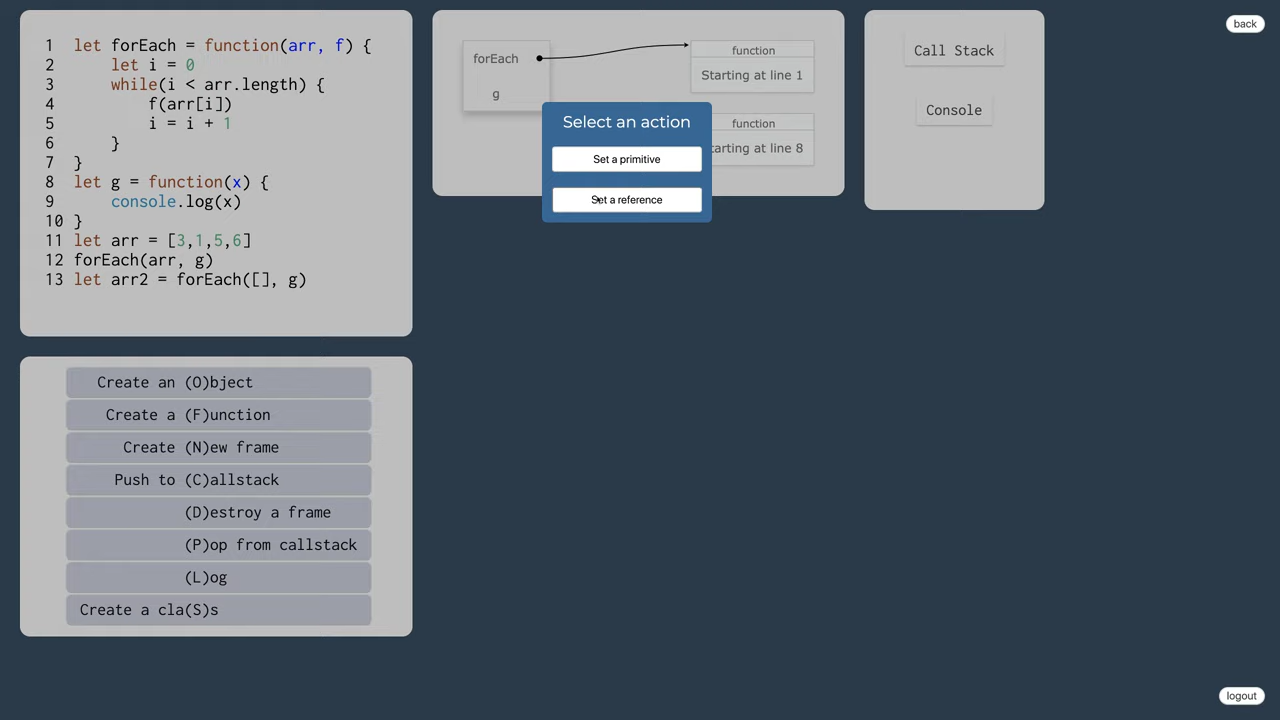 1 let forEach = function(arr, f) {
2 let i = 0
3 while(i < arr.length) {
4 f(arr[i])
5 i = i + 1
6 }
7 }
8 let g = function(x) {
9 console.log(x)
10 }
11 let arr = [3,1,5,6]
12 forEach(arr, g)
13 let arr2 = forEach([], g)
Create an (O)bject
Create a (F)unction
Create (N)ew frame
Push to (C)allstack
(D)estroy a frame
(P)op from callstack
(L)og
Create a cla(S)s
forEach
g
function
Starting at line 1
function
tarting at line 8
Select an action
Set a primitive
Set a reference
Call Stack
Console
back
logout